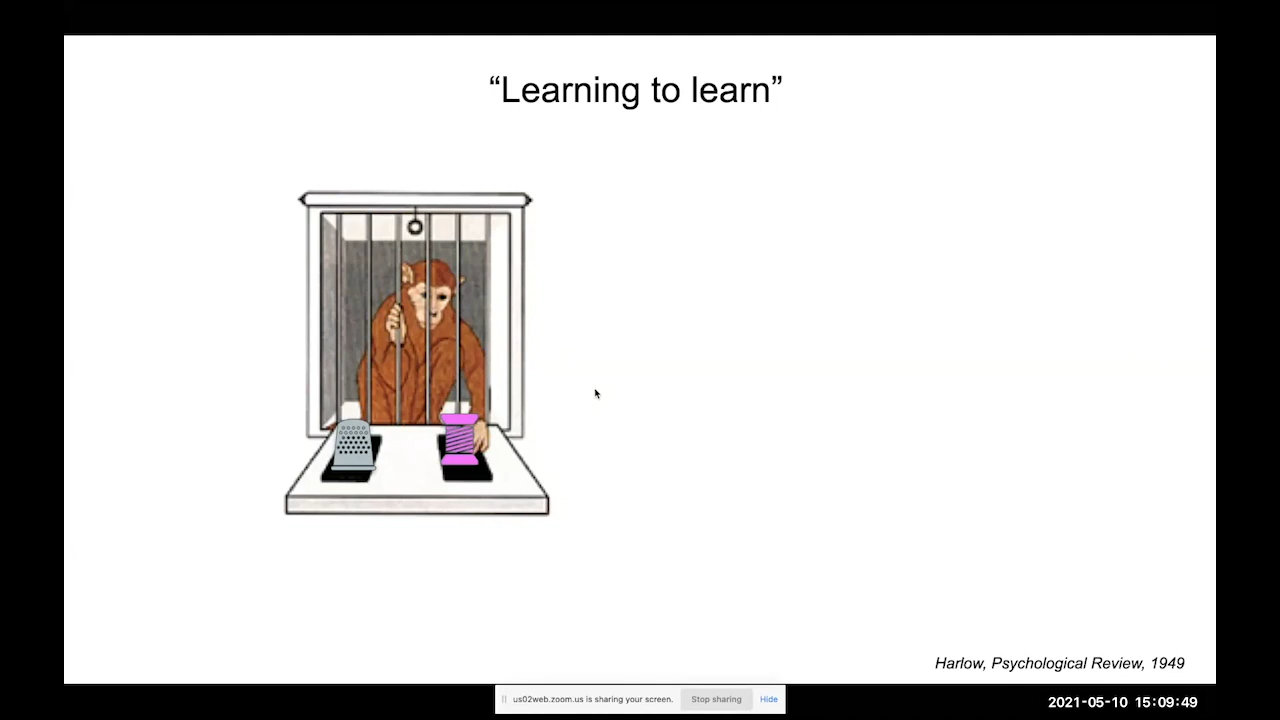 “Learning to learn”
Harlow, Psychological Review, 1949
us02web.zoom.us is sharing your screen.
Stop sharing
Hide
2021-05-10 15:09:49